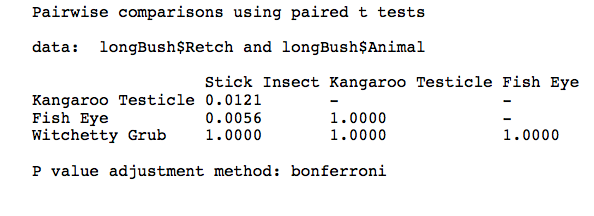 Pairwise comparisons using paired t tests
data:  longBush$Retch and longBush$Animal
Stick Insect Kangaroo Testicle Fish Eye
Kangaroo Testicle 0.0121 - -
Fish Eye 0.0056 1.0000 -
Witchetty Grub 1.0000 1.0000 1.0000
P value adjustment method: bonferroni